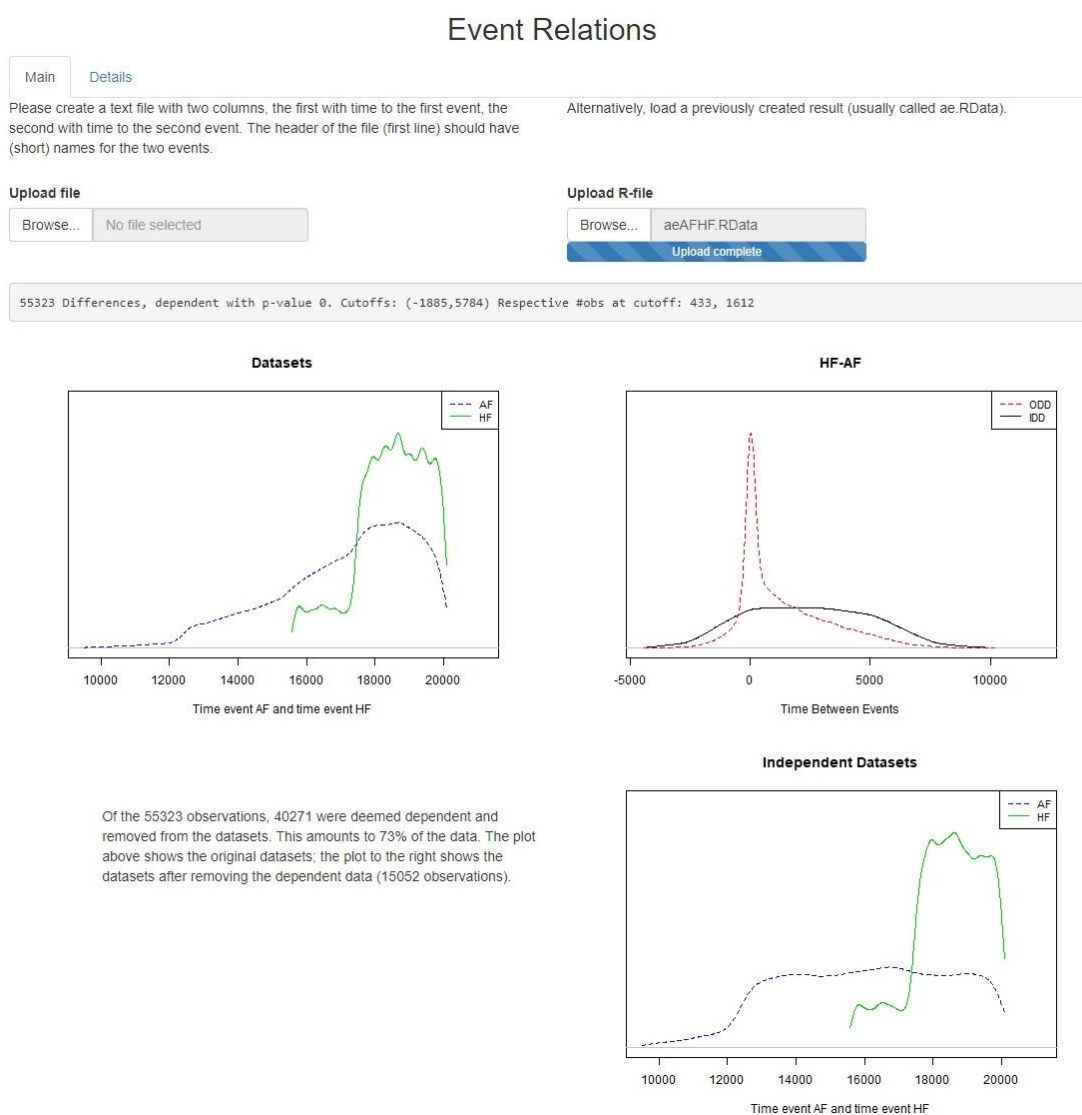 Event Relations
Main
Details
Please create a text file with two columns, the first with time to the first event, the
second with time to the second event. The header of the file (first line) should have
(short) names for the two events.
Alternatively, load a previously created result (usually called ae.RData).
Upload file
Browse...
No file selected
Upload R-file
Browse...
aeAFHF.RData
Upload complete
55323 Differences, dependent with p-value 0. Cutoffs: (-1885,5784) Respective #obs at cutoff: 433, 1612
Datasets
AF
HF
10000 12000 14000 16000 18000 20000
Time event AF and time event HF
HF-AF
ODD
IDD
-5000 0 5000 10000
Time Between Events
Of the 55323 observations, 40271 were deemed dependent and
removed from the datasets. This amounts to 73% of the data. The plot
above shows the original datasets; the plot to the right shows the
datasets after removing the dependent data (15052 observations).
Independent Datasets
AF
HF
10000 12000 14000 16000 18000 20000
Time event AF and time event HF